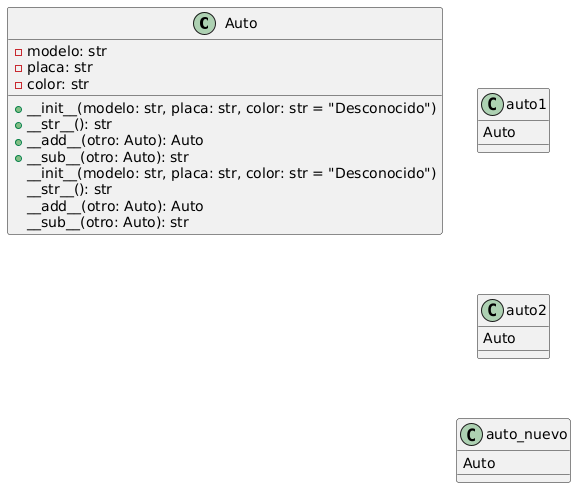 C Auto
modelo: str
placa: str
color: str
__init__(modelo: str, placa: str, color: str = "Desconocido")
__str__(): str
__add__(otro: Auto): Auto
__sub__(otro: Auto): str
__init__(modelo: str, placa: str, color: str = "Desconocido")
__str__(): str
__add__(otro: Auto): Auto
__sub__(otro: Auto): str
C auto1
Auto
C auto2
Auto
C auto_nuevo
Auto